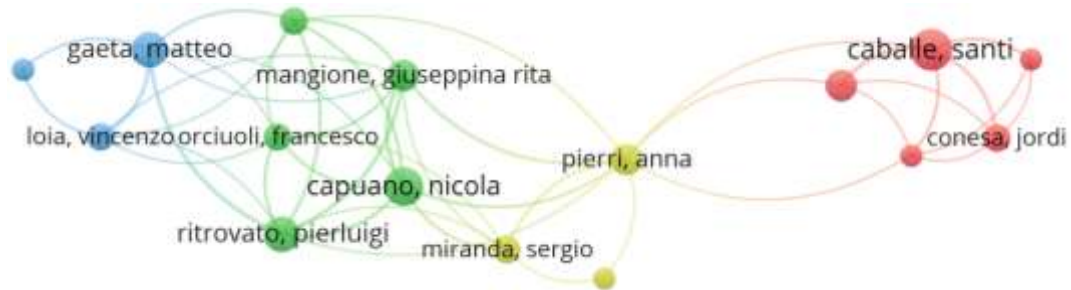 gaeta, matteo
caballe, santi
mangione, giuseppina rita
loia, vincenzo
orciuoli, francesco
conesa, jordi
pierri, anna
capuano, nicola
ritrovato, pierluigi
miranda, sergio